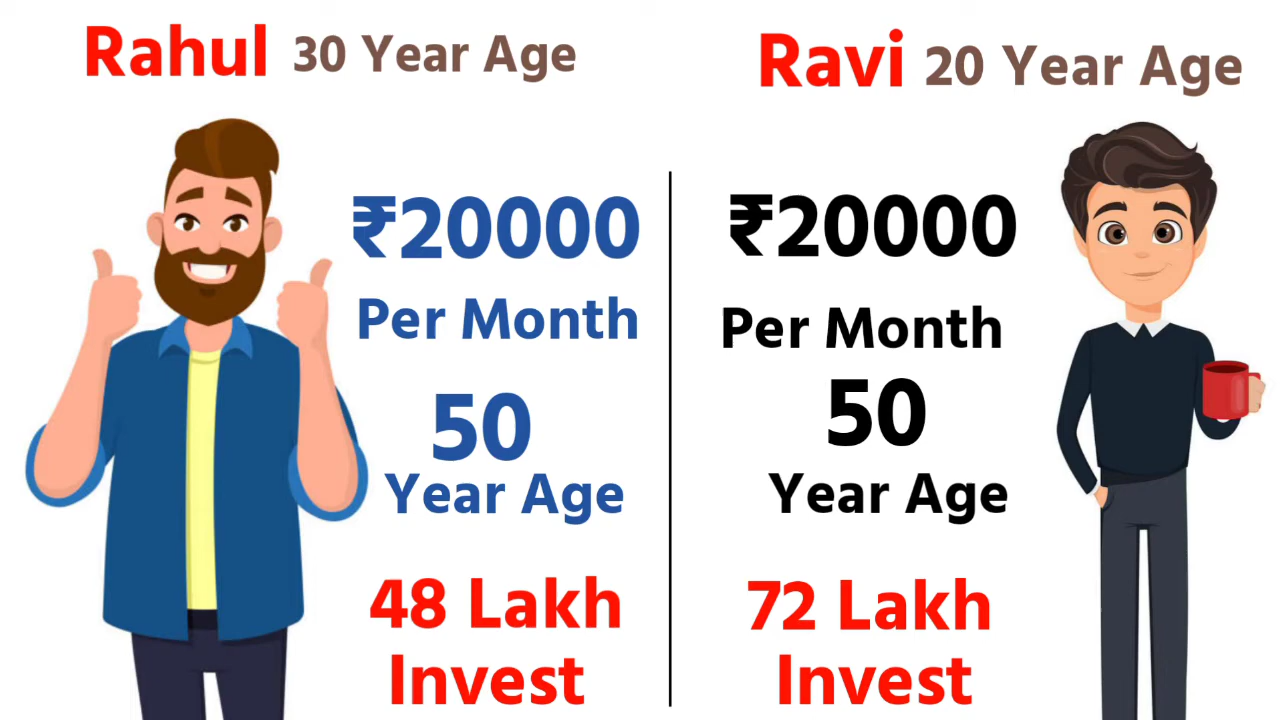 Rahul 30 Year Age
₹20000
Per Month
50
Year Age
48 Lakh
Invest
Ravi 20 Year Age
₹20000
Per Month
50
Year Age
72 Lakh
Invest